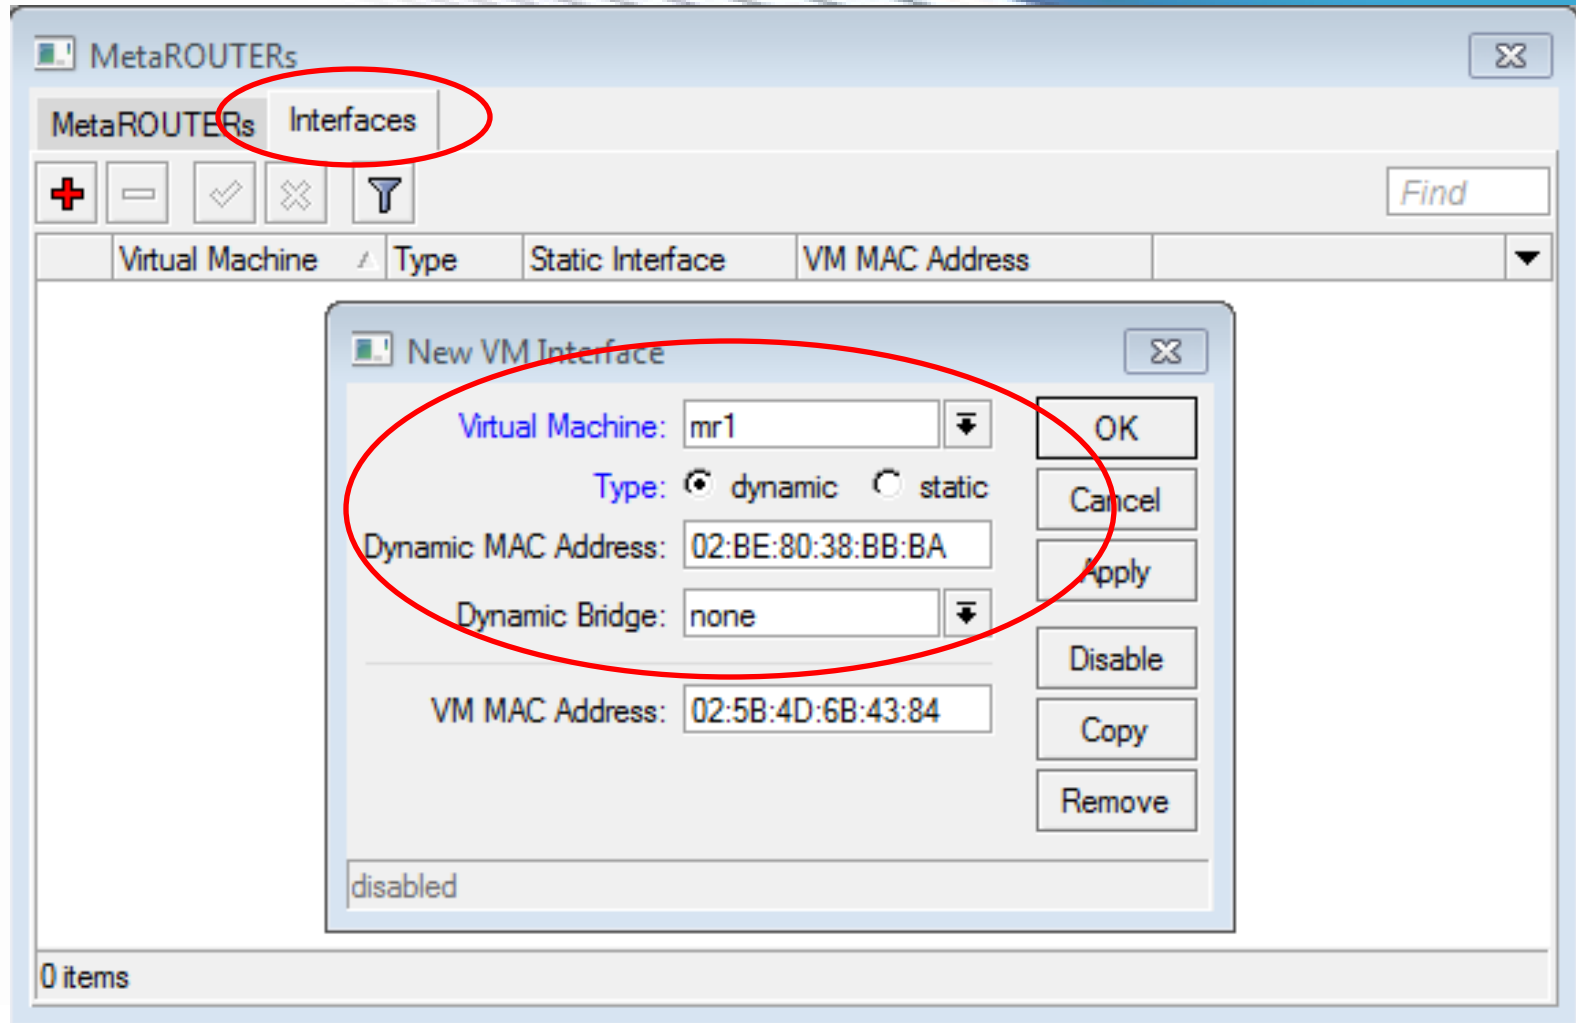 MetaROUTERs
MetaROUTERs Interfaces
Find
Virtual Machine Type Static Interface VM MAC Address
New VM Interface
Virtual Machine: mr1 OK
Type: dynamic static
Cancel
Dynamic MAC Address: 02:BE:80:38:BB:BA
Apply
Dynamic Bridge: none
Disable
VM MAC Address: 02:5B:4D:6B:43:84
Copy
Remove
disabled
0 items